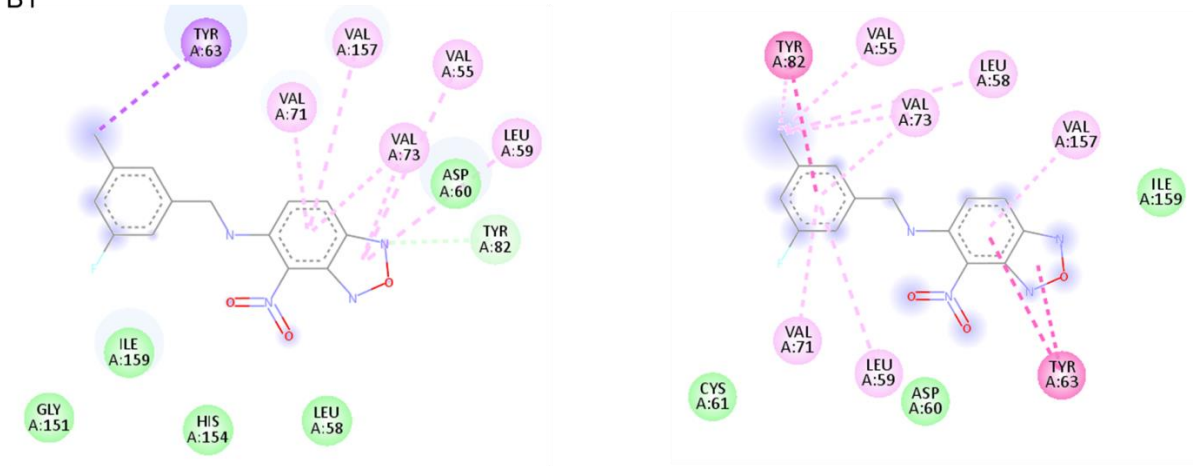 TYR
A:63
VAL
A:157
VAL
A:55
VAL
A:71
VAL
A:73
LEU
A:59
ASP
A:60
TYR
A:82
N
N
F
O
N
N
O
O
ILE
A:159
GLY
A:151
HIS
A:154
LEU
A:58
TYR
A:82
VAL
A:55
LEU
A:58
VAL
A:73
VAL
A:157
ILE
A:159
N
N
F
O
N
N
O
O
VAL
A:71
LEU
A:59
TYR
A:63
CYS
A:61
ASP
A:60